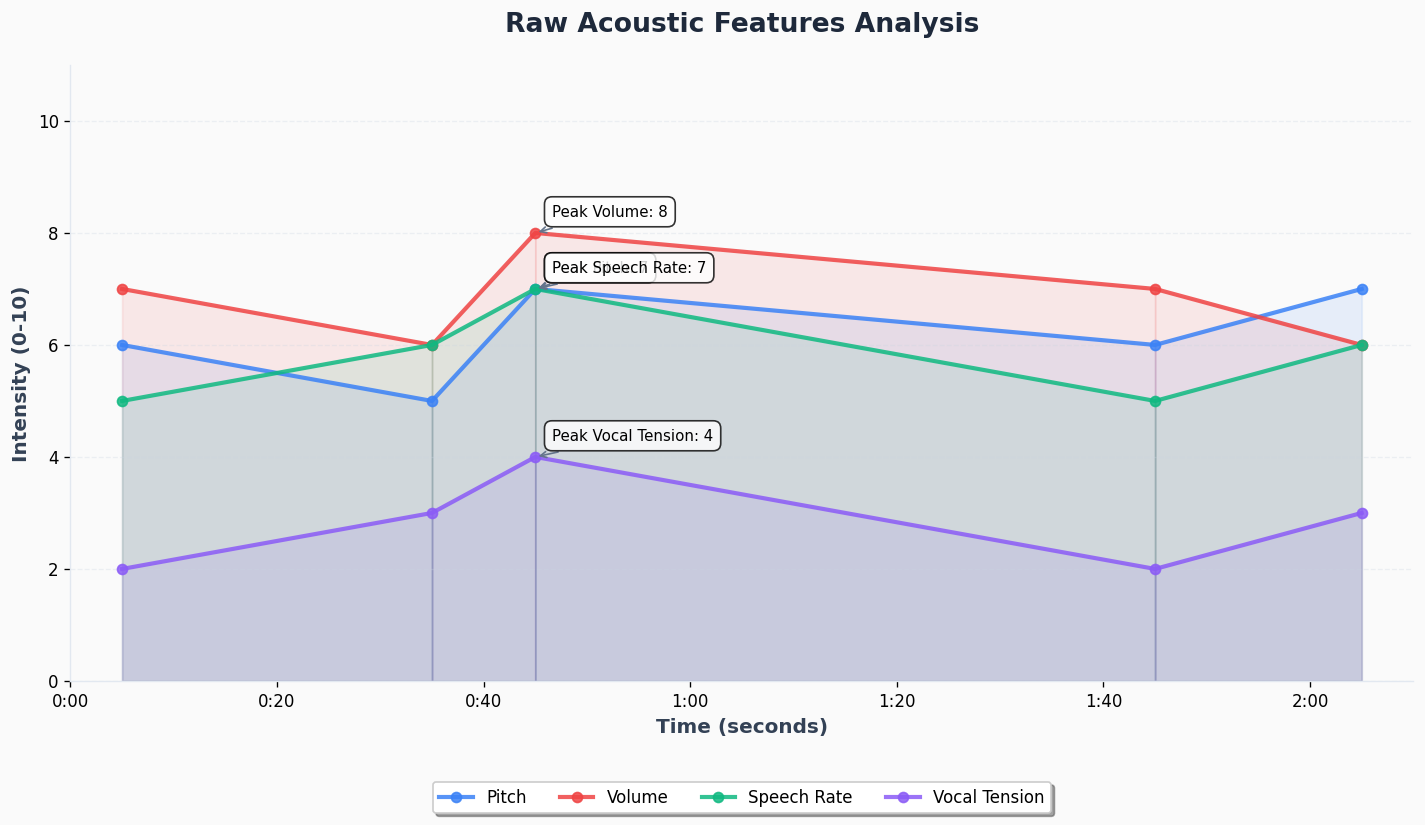 Raw Acoustic Features Analysis
Intensity (0-10)
10
8
6
4
2
0
Peak Volume: 8
Peak Speech Rate: 7
Peak Vocal Tension: 4
0:00 0:20 0:40 1:00 1:20 1:40 2:00
Time (seconds)
Pitch Volume Speech Rate Vocal Tension